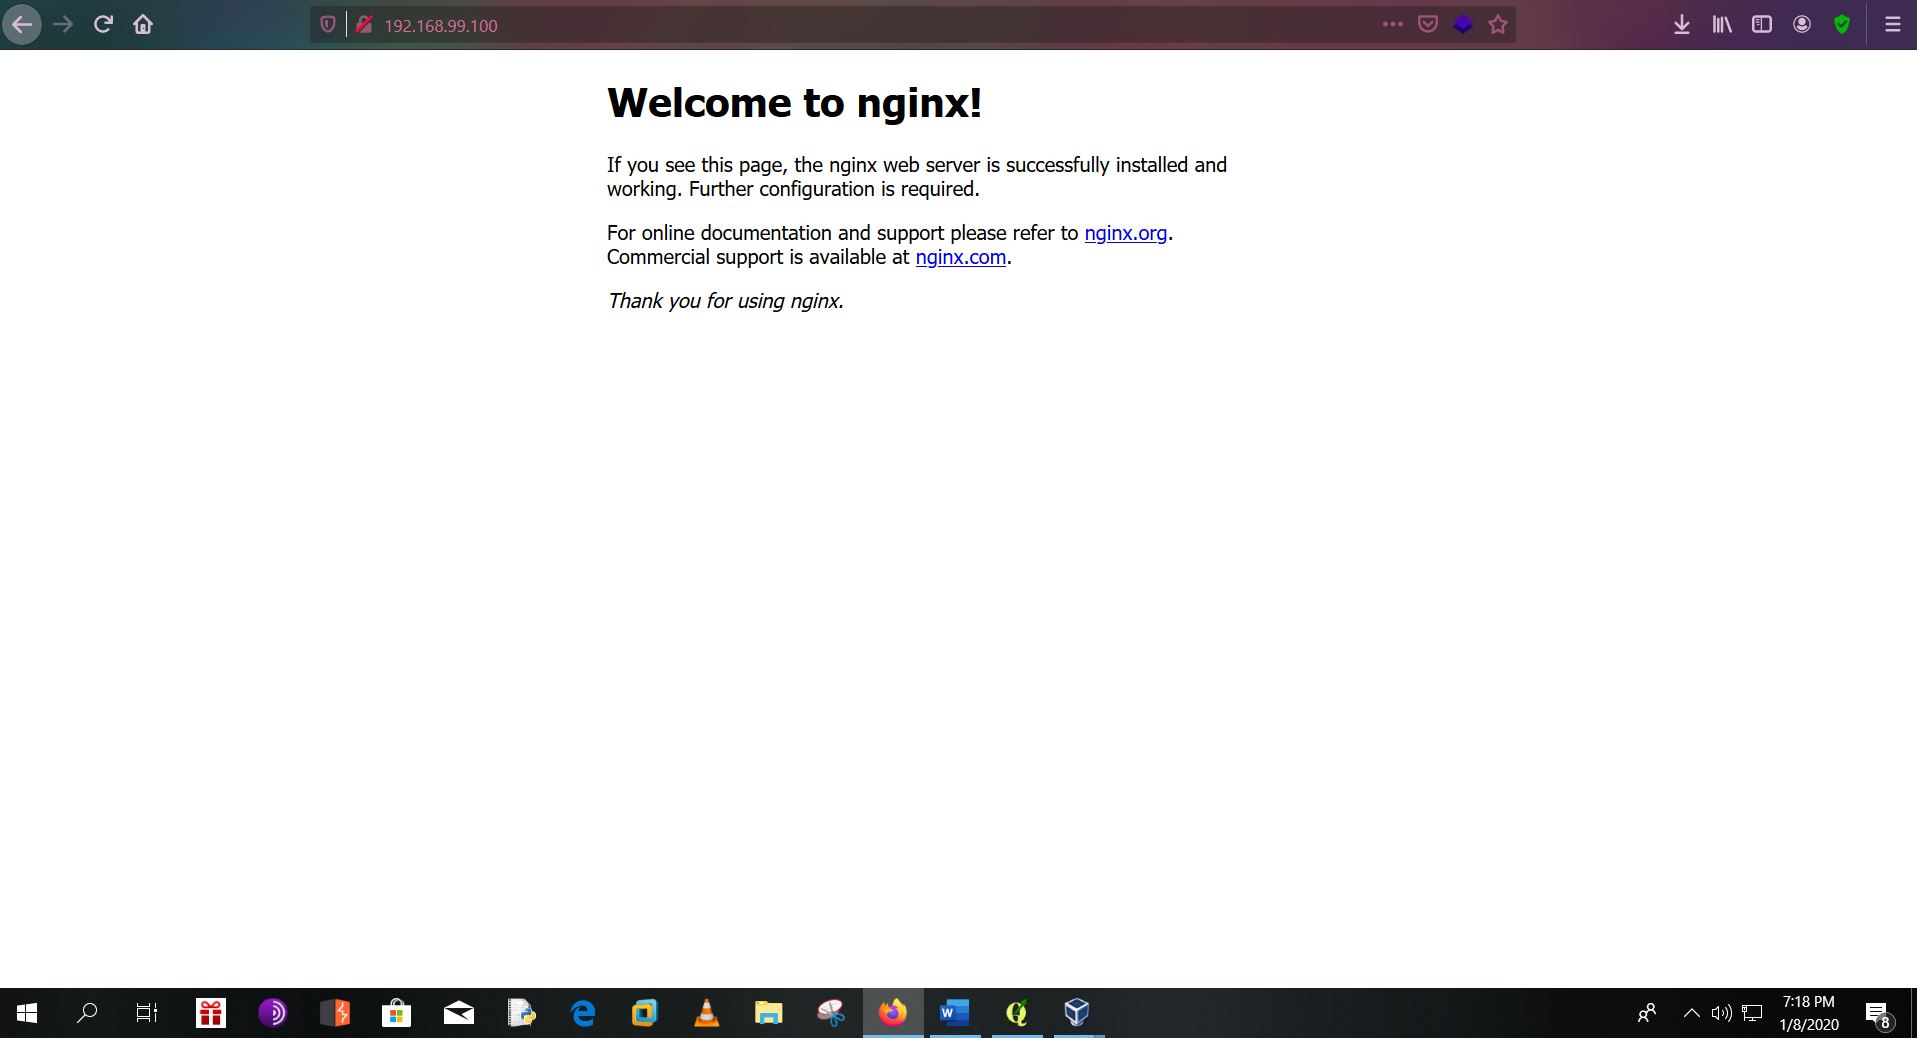 192.168.99.100
Welcome to nginx!
If you see this page, the nginx web server is successfully installed and
working. Further configuration is required.
For online documentation and support please refer to nginx.org.
Commercial support is available at nginx.com.
Thank you for using nginx.
7:18 PM
1/8/2020
8